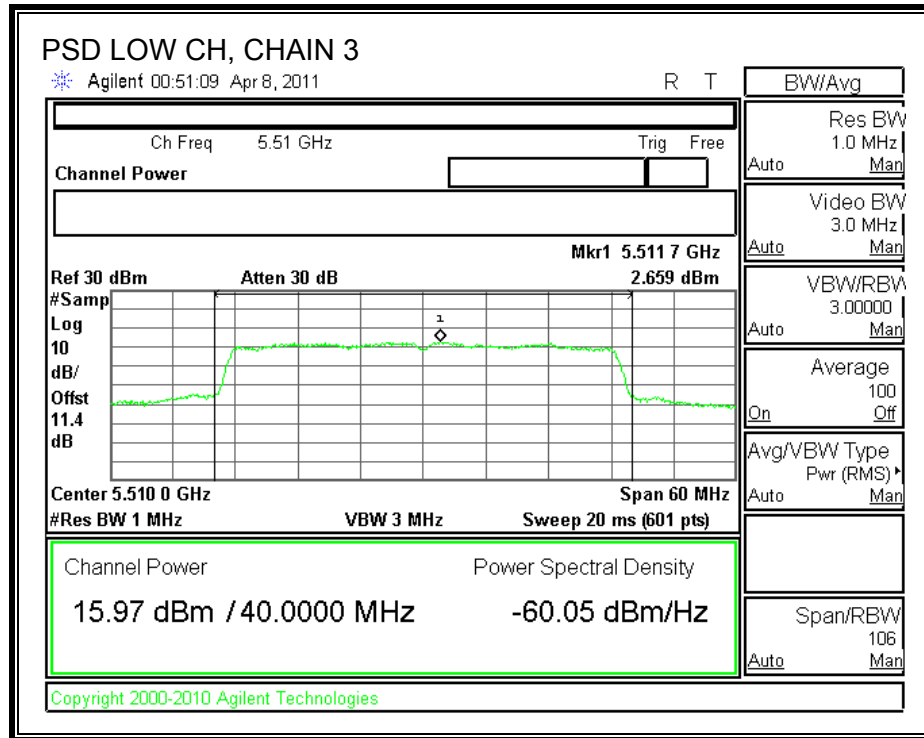 PSD LOW CH, CHAIN 3
Agilent 00:51:09 Apr 8, 2011
R T
Ch Freq 5.51 GHz
Trig Free
Channel Power
Mkr1 5.511 7 GHz
Ref 30 dBm
Atten 30 dB
2.659 dBm
#Samp
Log
10
dB/
Offst
11.4
dB
1
Center 5.510 0 GHz
Span 60 MHz
#Res BW 1 MHz
VBW 3 MHz
Sweep 20 ms (601 pts)
Channel Power
Power Spectral Density
15.97 dBm / 40.0000 MHz
-60.05 dBm/Hz
Copyright 2000-2010 Agilent Technologies
BW/Avg
Res BW
1.0 MHz
Auto Man
Video BW
3.0 MHz
Auto Man
VBW/RBW
3.00000
Auto Man
Average
100
On Off
Avg/VBW Type
Pwr (RMS)
Auto Man
Span/RBW
106
Auto Man